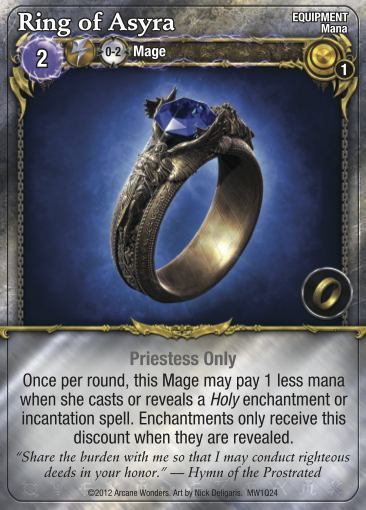 Ring of Asyra
EQUIPMENT
Mana
2
0-2
Mage
1
Priestess Only
Once per round, this Mage may pay 1 less mana
when she casts or reveals a Holy enchantment or
incantation spell. Enchantments only receive this
discount when they are revealed.
“Share the burden with me so that I may conduct righteous
deeds in your honor.” — Hymn of the Prostrated
©2012 Arcane Wonders. Art by Nick Deligaris. MW1Q24